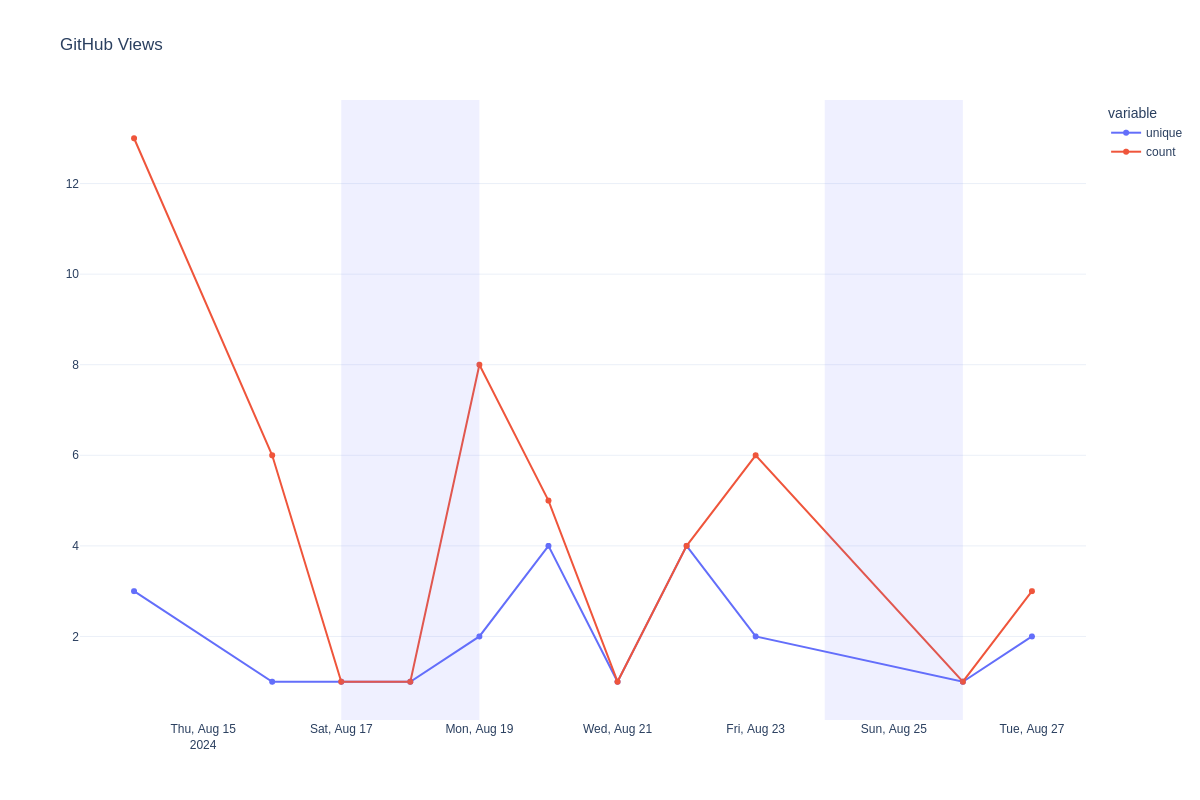 GitHub Views
variable
unique
count
12
10
8
6
4
2
Thu, Aug 15
2024
Sat, Aug 17
Mon, Aug 19
Wed, Aug 21
Fri, Aug 23
Sun, Aug 25
Tue, Aug 27